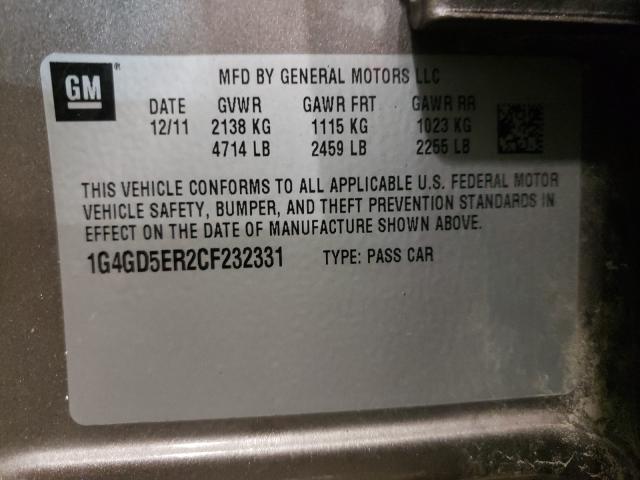 GM
MFD BY GENERAL MOTORS LLC
DATE GVWR GAWR FRT GAWR RR
12/11 2138 KG 1115 KG 1023 KG
4714 LB 2459 LB 2255 LB
THIS VEHICLE CONFORMS TO ALL APPLICABLE U.S. FEDERAL MOTOR
VEHICLE SAFETY, BUMPER, AND THEFT PREVENTION STANDARDS IN
EFFECT ON THE DATE OF MANUFACTURE SHOWN ABOVE.
1G4GD5ER2CF232331 TYPE: PASS CAR